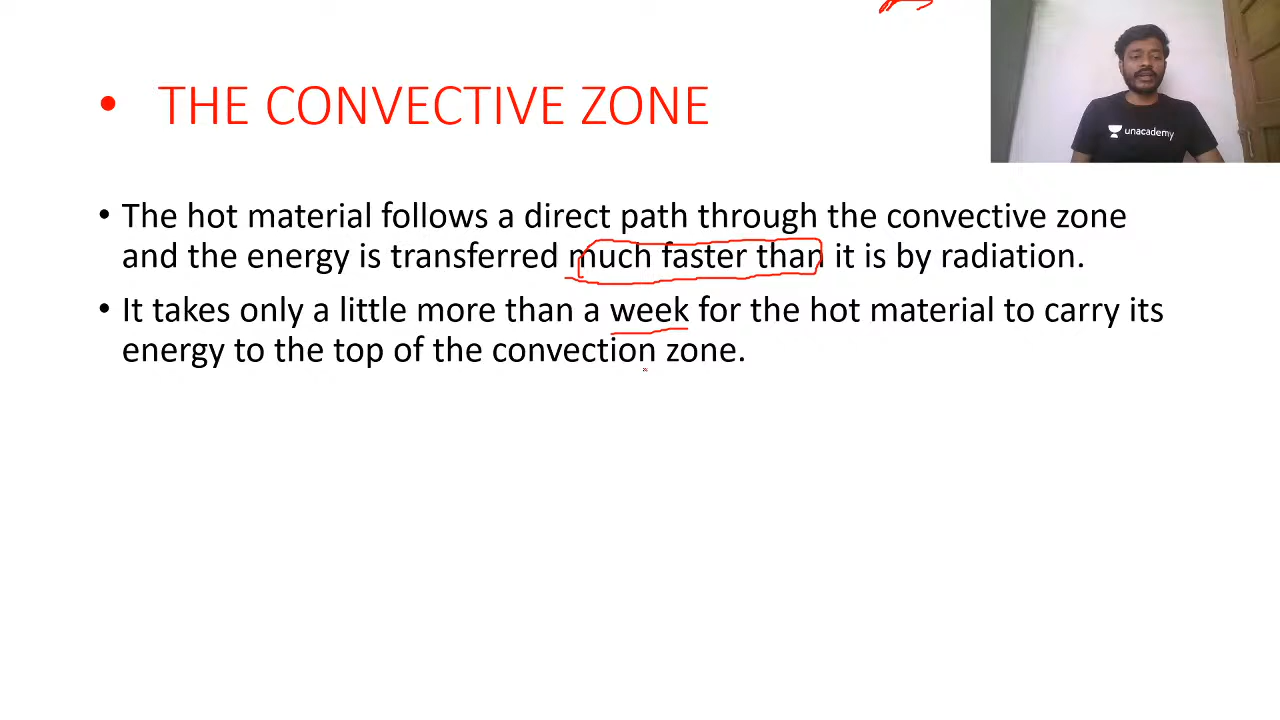 • THE CONVECTIVE ZONE
unacademy
• The hot material follows a direct path through the convective zone
and the energy is transferred much faster than it is by radiation.
• It takes only a little more than a week for the hot material to carry its
energy to the top of the convection zone.